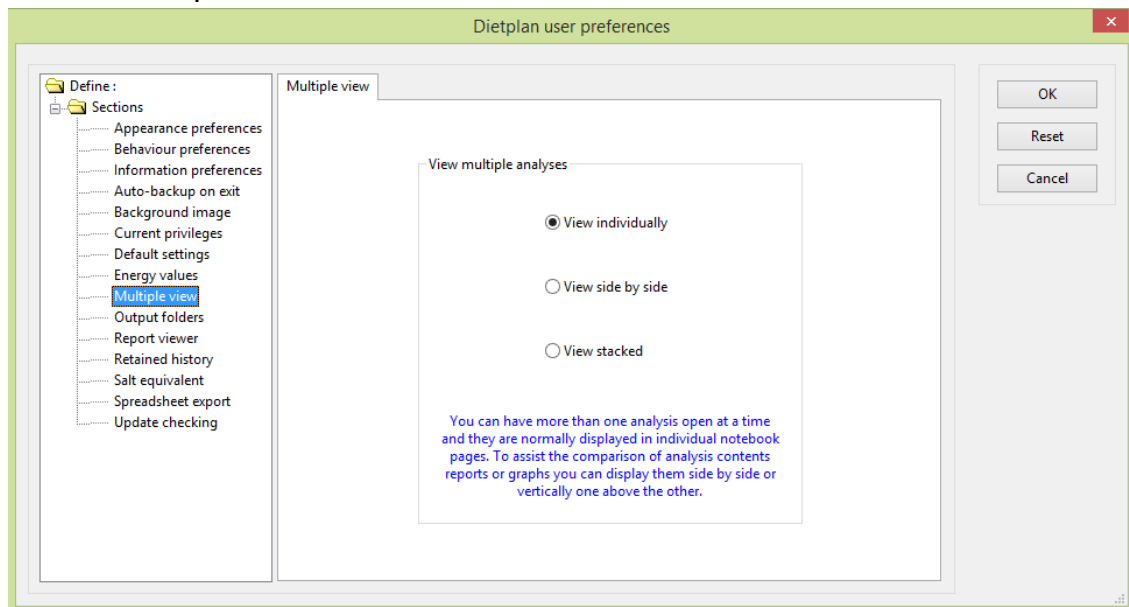 Dietplan user preferences
Define :
Sections
Appearance preferences
Behaviour preferences
Information preferences
Auto-backup on exit
Background image
Current privileges
Default settings
Energy values
Multiple view
Output folders
Report viewer
Retained history
Salt equivalent
Spreadsheet export
Update checking
Multiple view
View multiple analyses
View individually
View side by side
View stacked
You can have more than one analysis open at a time
and they are normally displayed in individual notebook
pages. To assist the comparison of analysis contents
reports or graphs you can display them side by side or
vertically one above the other.
OK
Reset
Cancel